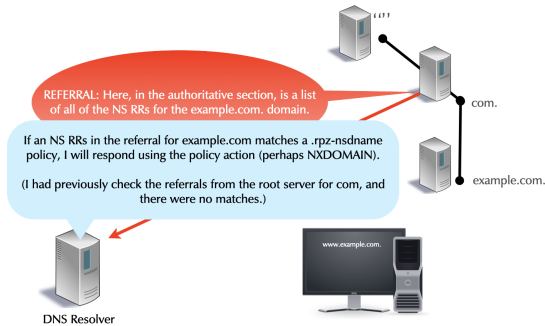 “”
REFERRAL: Here, in the authoritative section, is a list
of all of the NS RRs for the example.com. domain.
com.
If an NS RRs in the referral for example.com matches a .rpz-nsdname
policy, I will respond using the policy action (perhaps NXDOMAIN).
(I had previously check the referrals from the root server for com, and
there were no matches.)
example.com.
www.example.com.
DNS Resolver